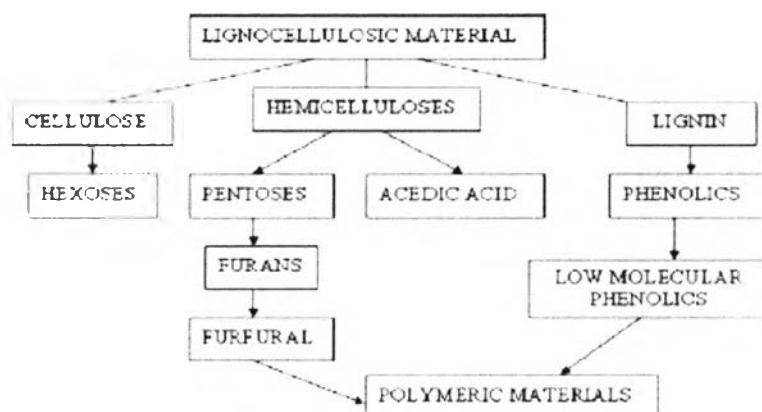 LIGNOCELLULOSIC MATERIAL
CELLULOSE
HEMICELLULOSES
LIGNIN
HEXOSES
PENTOSES
ACEDIC ACID
PHENOLICS
FURANS
LOW MOLECULAR
PHENOLICS
FURFURAL
POLYMERIC MATERIALS